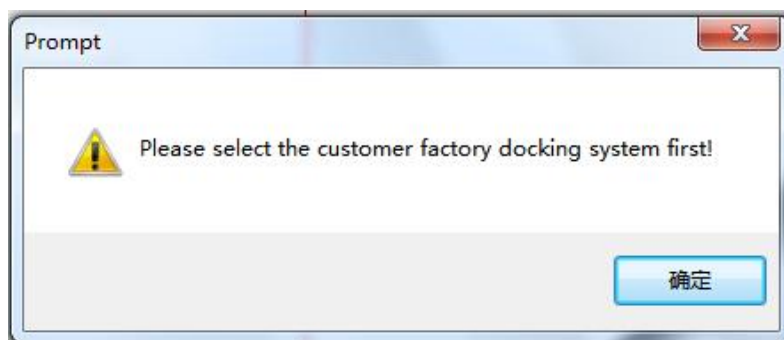 Prompt
Please select the customer factory docking system first!
确定